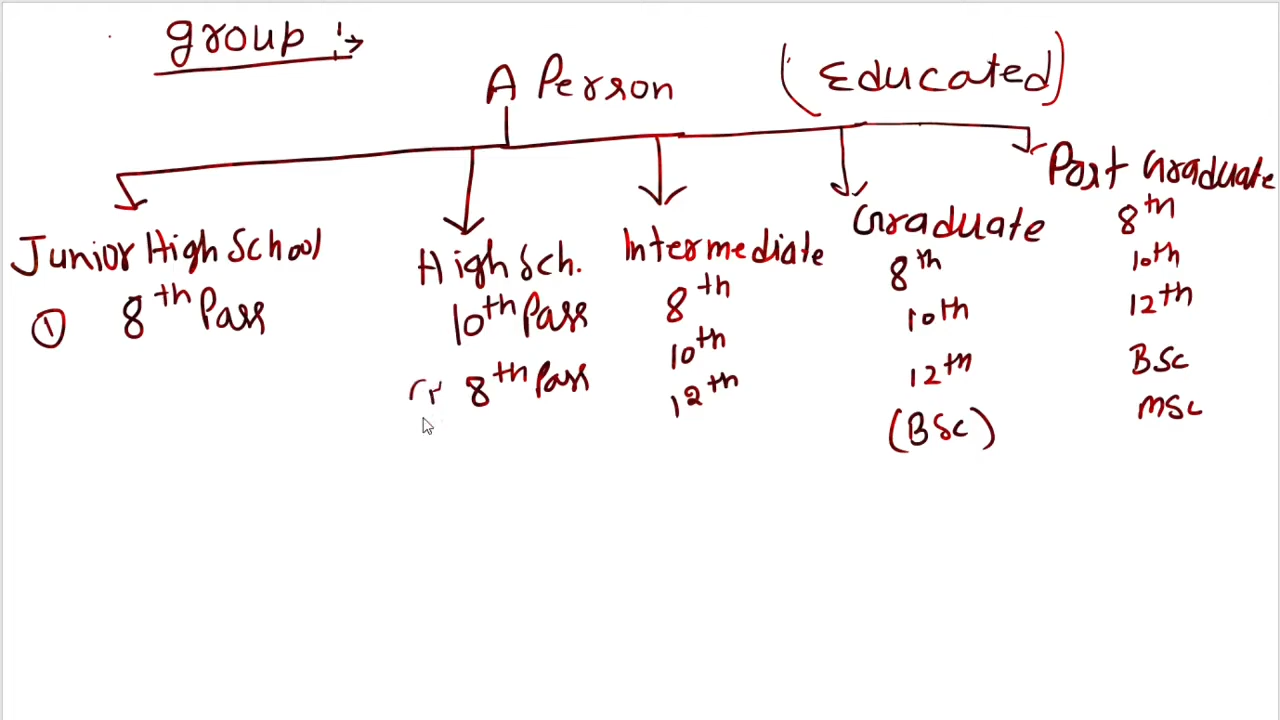 group :→
A Person (Educated)
Junior High School
① 8th Pass
High Sch.
10th Pass
8th Pass
Intermediate
8th
10th
12th
Graduate
8th
10th
12th
(BSc)
Post Graduate
8th
10th
12th
BSc
MSc